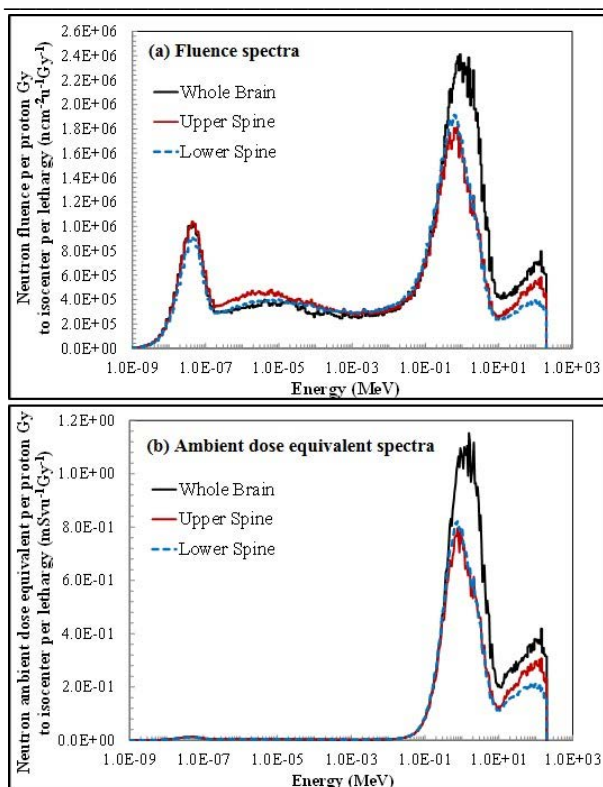 2.6E+06
2.4E+06
2.2E+06
2.0E+06
1.8E+06
1.6E+06
1.4E+06
1.2E+06
1.0E+06
8.0E+05
6.0E+05
4.0E+05
2.0E+05
0.0E+00
Neutron fluence per proton Gy
to isocenter per lethargy (ncm⁻²u⁻¹Gy⁻¹)
(a) Fluence spectra
Whole Brain
Upper Spine
Lower Spine
1.0E-09 1.0E-07 1.0E-05 1.0E-03 1.0E-01 1.0E+01 1.0E+03
Energy (MeV)
1.2E+00
1.0E+00
8.0E-01
6.0E-01
4.0E-01
2.0E-01
0.0E+00
Neutron ambient dose equivalent per proton Gy
to isocenter per lethargy (mSvu⁻¹Gy⁻¹)
(b) Ambient dose equivalent spectra
Whole Brain
Upper Spine
Lower Spine
1.0E-09 1.0E-07 1.0E-05 1.0E-03 1.0E-01 1.0E+01 1.0E+03
Energy (MeV)